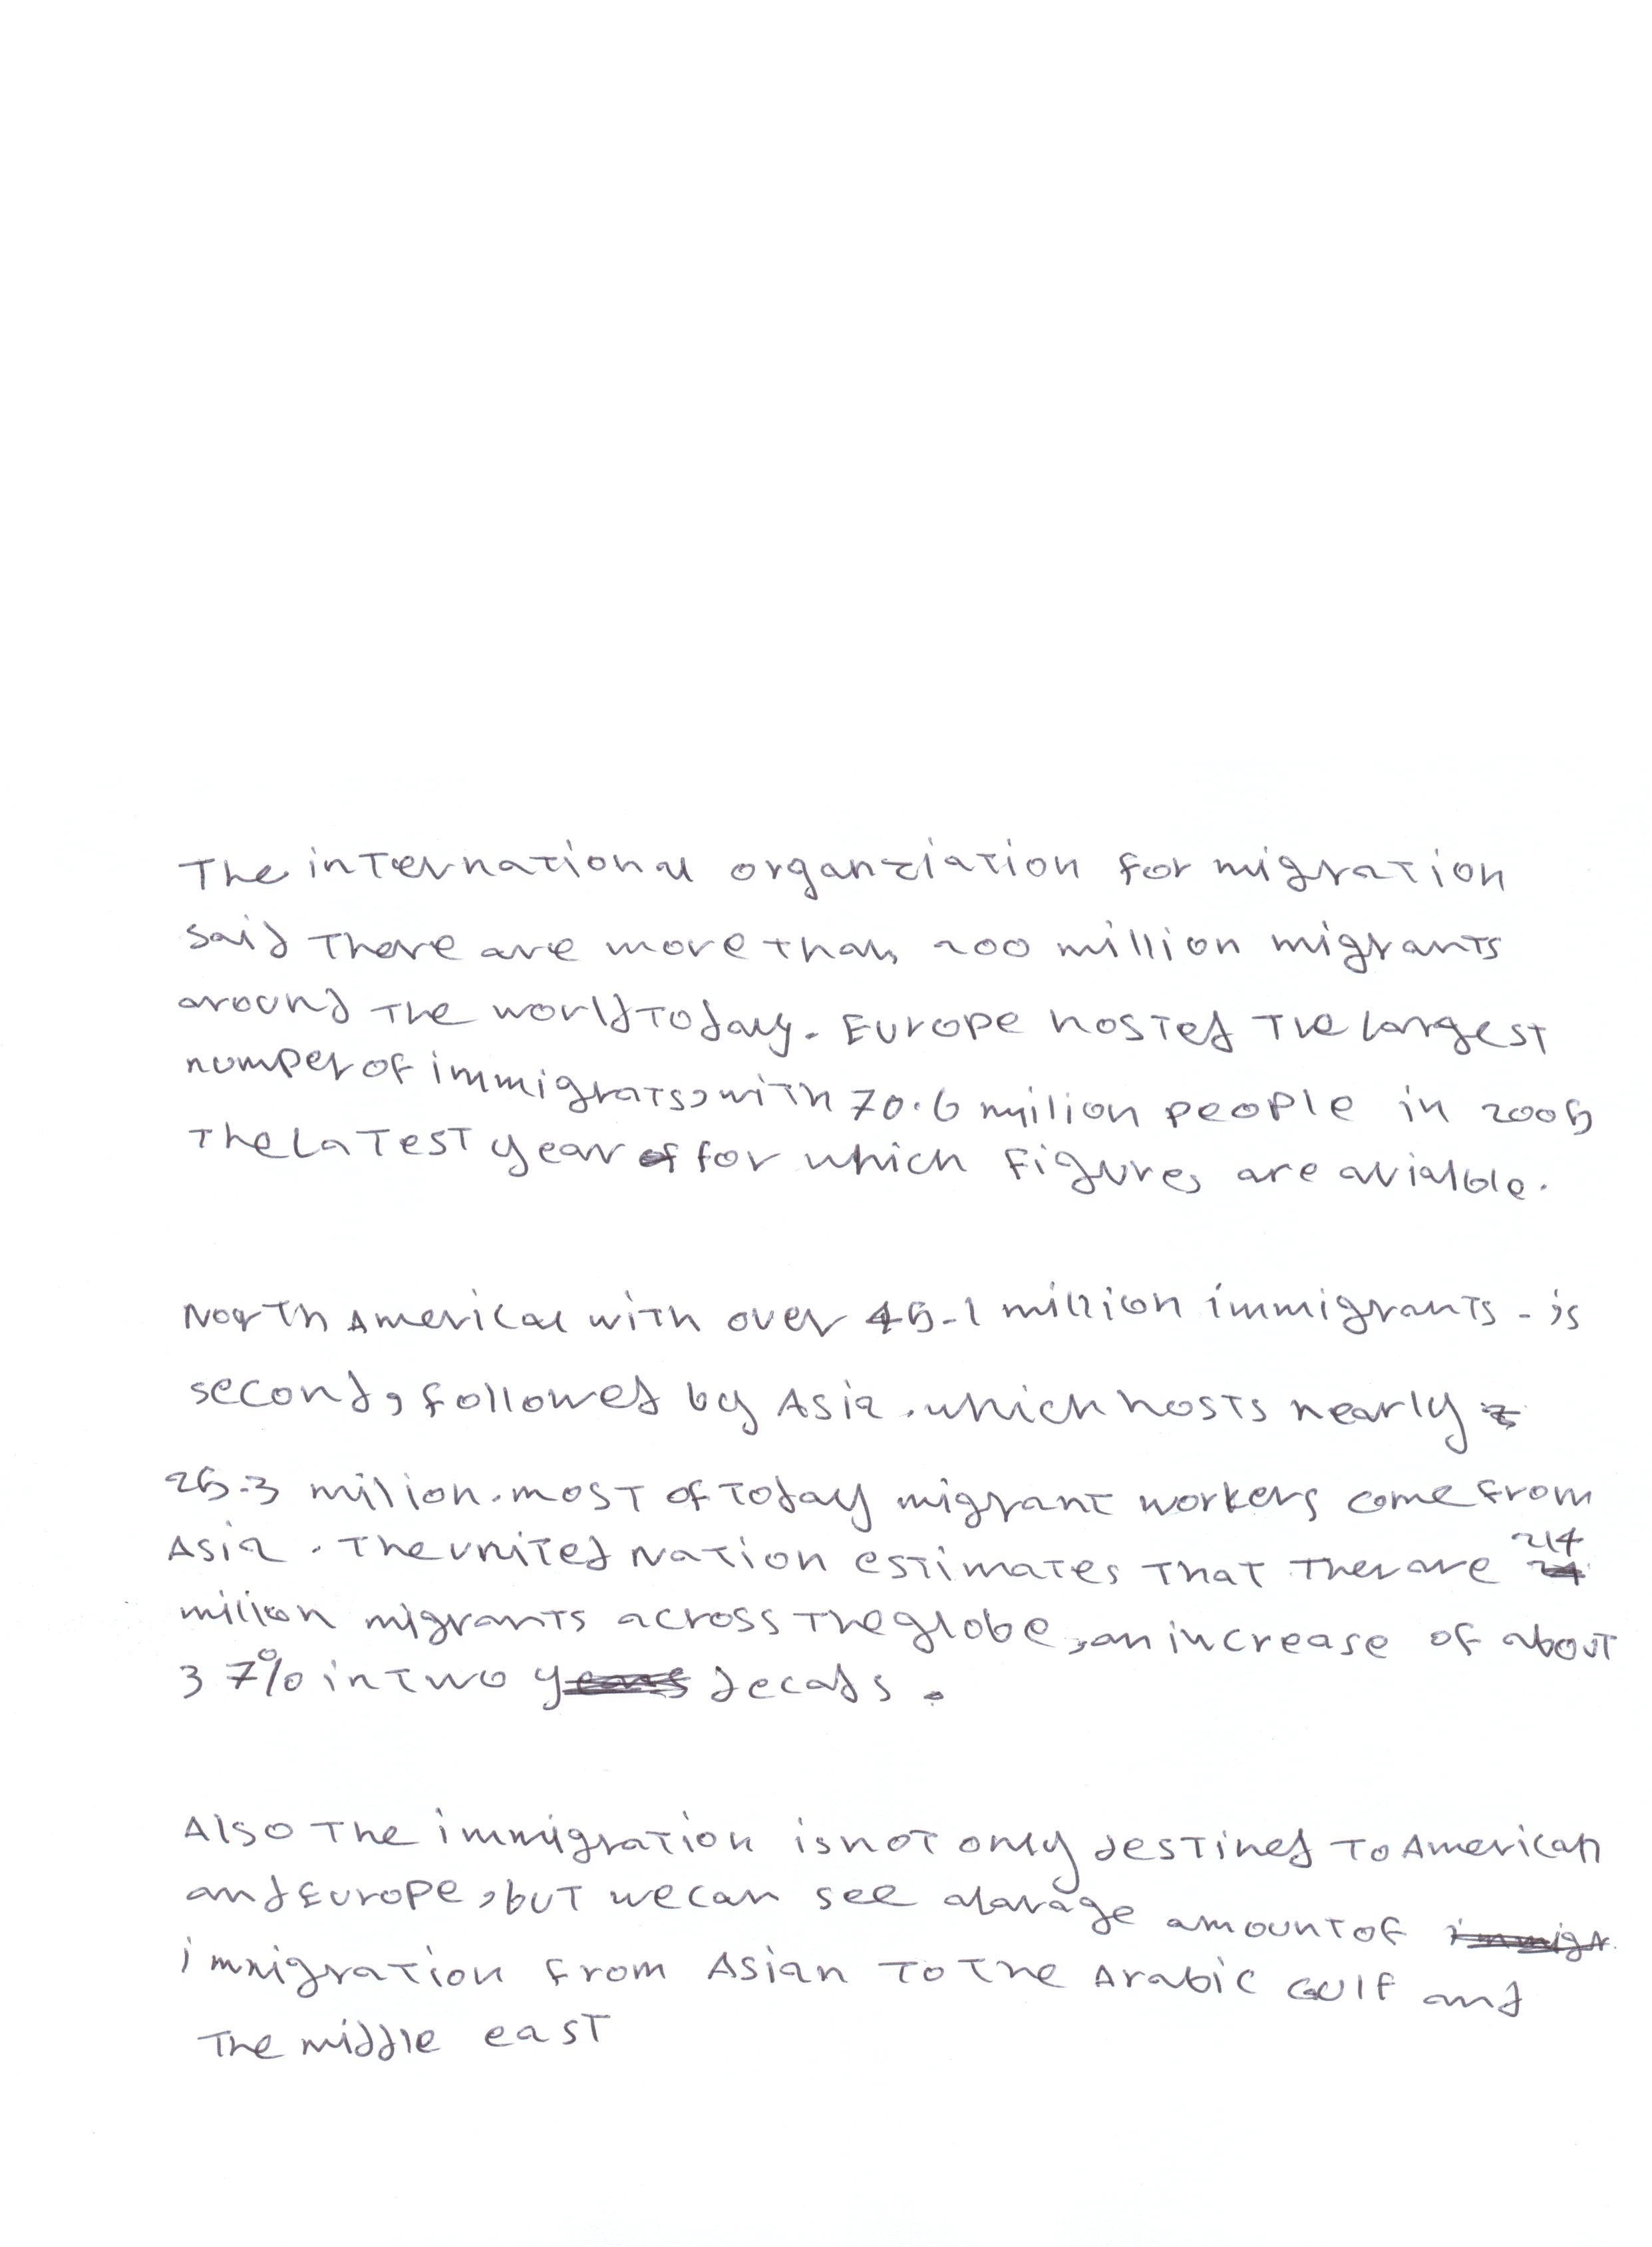 The international organziation for migration
said there are more than 200 million migrants
around the world today. Europe hosted the largest
numper of immigrats, with 70.6 milion people in 2005
the latest year for which figures are avialble.
North America with over 45.1 million immigrants - is
second, followed by Asia. which hosts nearly
25.3 milion. most of today migrant workers come from
Asia. The united nation estimates that ther are 214
milion migrants across the globe, an increase of about
37% in two decads.
Also the immigration is not only destined to American
and Europe, but we can see alarage amount of
immigration from Asian to the Arabic Gulf and
the middle east